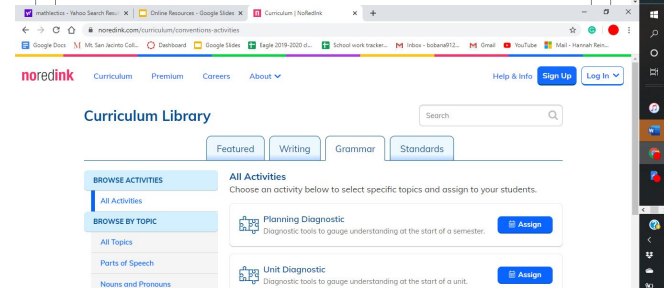 mathlectics - Yahoo Search Resu
Online Resources - Google Slides
Curriculum | NoRedInk
noredink.com/curriculum/conventions-activities
Google Docs
Mt. San Jacinto Coll...
Dashboard
Google Slides
Eagle 2019-2020 cl...
School work tracker...
Inbox - bobana912...
Gmail
YouTube
Mail - Hannah Rein...
noredink Curriculum Premium Careers About Help & Info Sign Up Log In
Curriculum Library
Search
Featured Writing Grammar Standards
BROWSE ACTIVITIES
All Activities
BROWSE BY TOPIC
All Topics
Parts of Speech
Nouns and Pronouns
All Activities
Choose an activity below to select specific topics and assign to your students.
Planning Diagnostic
Diagnostic tools to gauge understanding at the start of a semester.
Assign
Unit Diagnostic
Diagnostic tools to gauge understanding at the start of a unit.
Assign